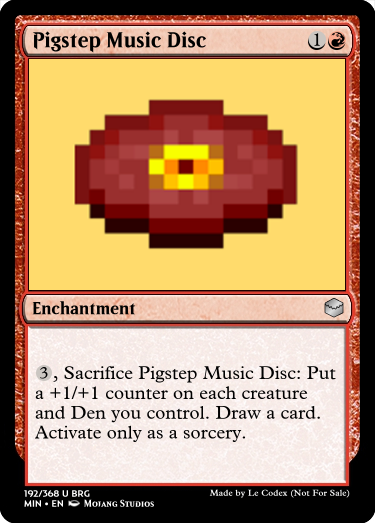 Pigstep Music Disc 1
Enchantment
3, Sacrifice Pigstep Music Disc: Put
a +1/+1 counter on each creature
and Den you control. Draw a card.
Activate only as a sorcery.
192/368 U BRG
MIN • EN Mojang Studios
Made by Le Codex (Not For Sale)